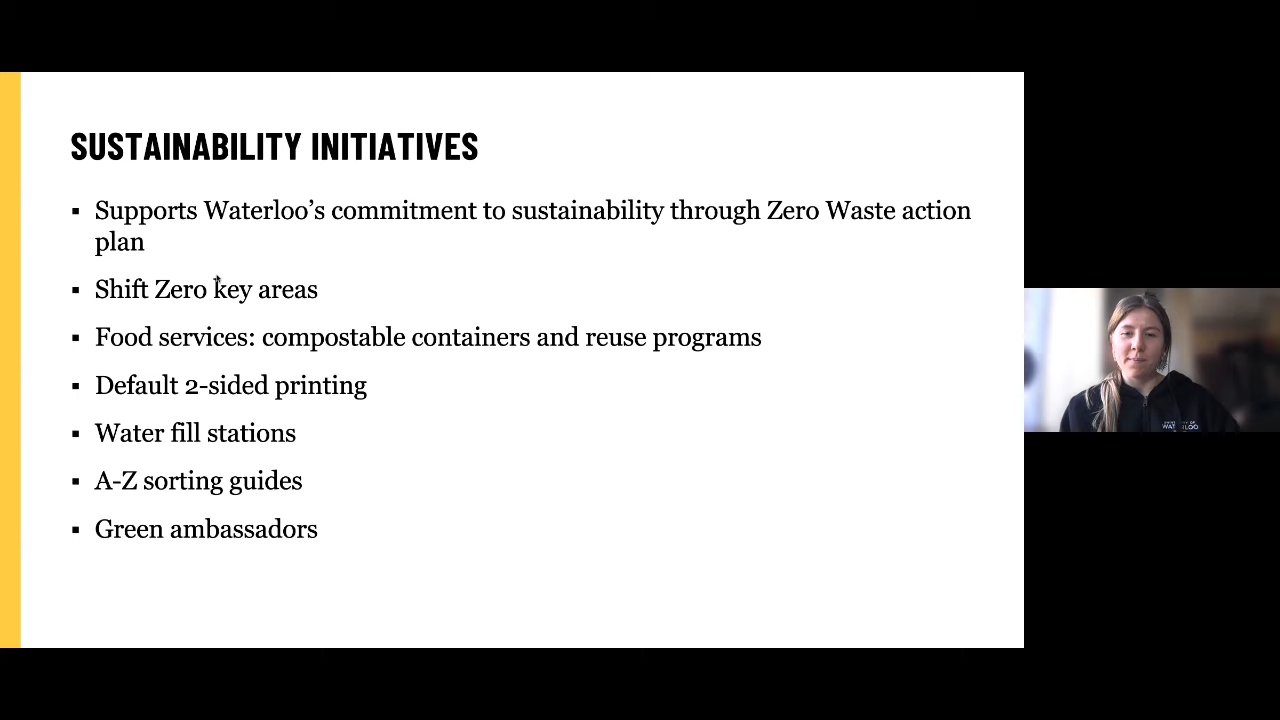 SUSTAINABILITY INITIATIVES
▪ Supports Waterloo’s commitment to sustainability through Zero Waste action
plan
▪ Shift Zero key areas
▪ Food services: compostable containers and reuse programs
▪ Default 2-sided printing
▪ Water fill stations
▪ A-Z sorting guides
▪ Green ambassadors